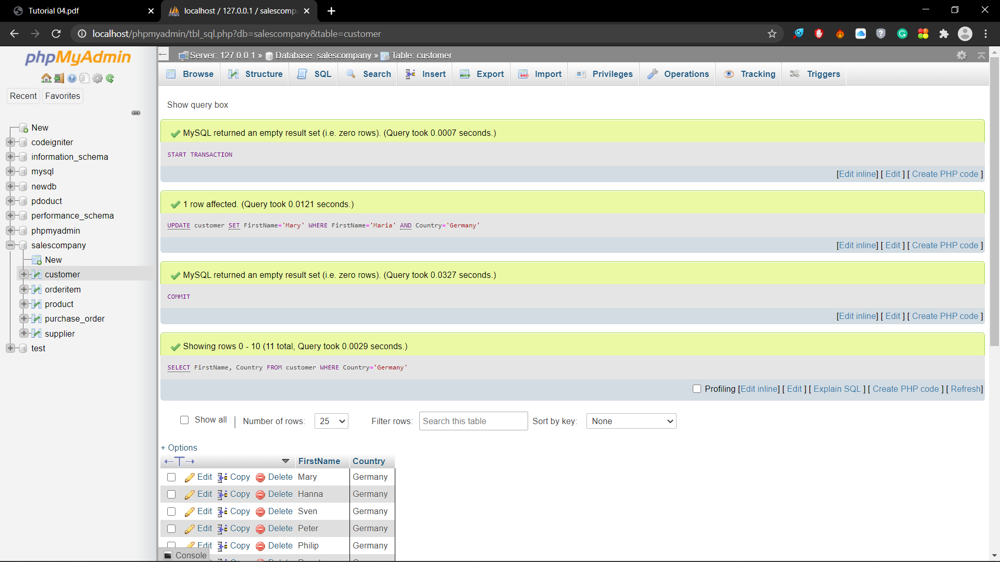 Tutorial 04.pdf
localhost / 127.0.0.1 / salescomp
localhost/phpmyadmin/tbl_sql.php?db=salescompany&table=customer
phpMyAdmin
Recent Favorites
New
codeigniter
information_schema
mysql
newdb
pdoduct
performance_schema
phpmyadmin
salescompany
New
customer
orderitem
product
purchase_order
supplier
test
Server: 127.0.0.1 » Database: salescompany » Table: customer
Browse Structure SQL Search Insert Export Import Privileges Operations Tracking Triggers
Show query box
MySQL returned an empty result set (i.e. zero rows). (Query took 0.0007 seconds.)
START TRANSACTION
[Edit inline] [ Edit ] [ Create PHP code ]
1 row affected. (Query took 0.0121 seconds.)
UPDATE customer SET FirstName='Mary' WHERE FirstName='Maria' AND Country='Germany'
[Edit inline] [ Edit ] [ Create PHP code ]
MySQL returned an empty result set (i.e. zero rows). (Query took 0.0327 seconds.)
COMMIT
[Edit inline] [ Edit ] [ Create PHP code ]
Showing rows 0 - 10 (11 total, Query took 0.0029 seconds.)
SELECT FirstName, Country FROM customer WHERE Country='Germany'
Profiling [Edit inline] [ Edit ] [ Explain SQL ] [ Create PHP code ] [ Refresh]
Show all | Number of rows: 25 Filter rows: Search this table Sort by key: None
+ Options
FirstName Country
Edit Copy Delete Mary Germany
Edit Copy Delete Hanna Germany
Edit Copy Delete Sven Germany
Edit Copy Delete Peter Germany
Edit Copy Delete Philip Germany
Console